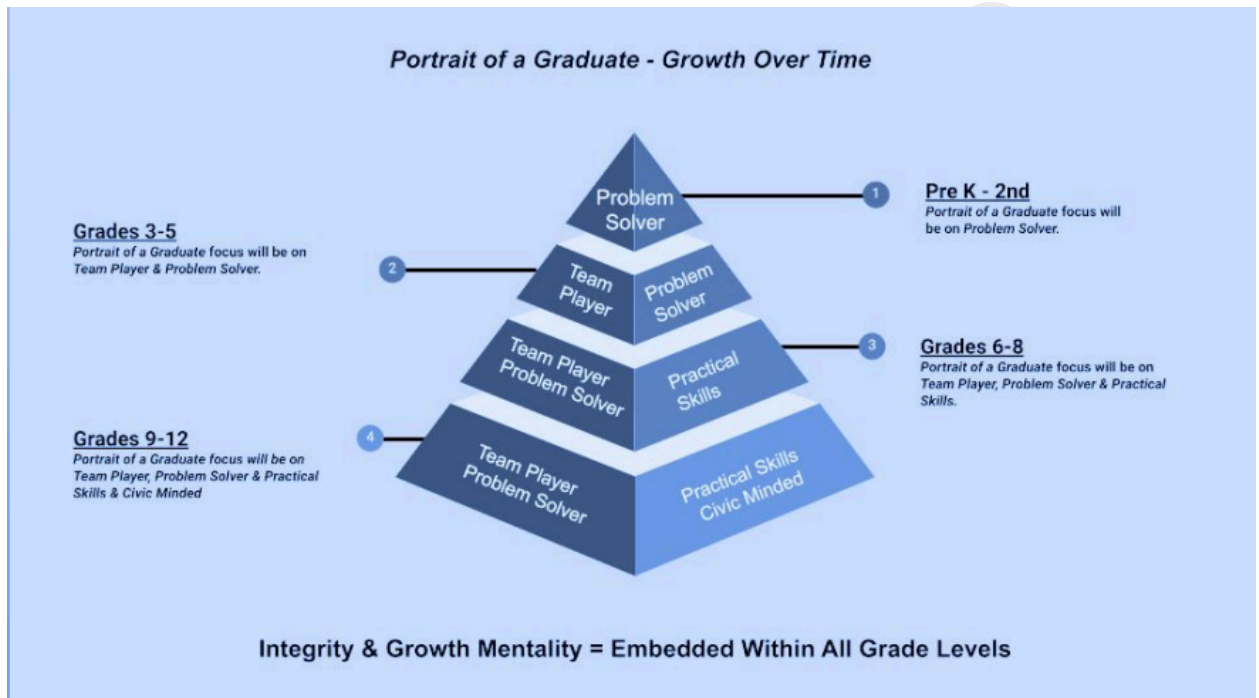 Portrait of a Graduate - Growth Over Time
Problem
Solver
1
Pre K - 2nd
Portrait of a Graduate focus will
be on Problem Solver.
Grades 3-5
Portrait of a Graduate focus will be on
Team Player & Problem Solver.
2
Team
Player
Problem
Solver
Team Player
Problem Solver
Practical
Skills
3
Grades 6-8
Portrait of a Graduate focus will be on
Team Player, Problem Solver & Practical
Skills.
Grades 9-12
Portrait of a Graduate focus will be on
Team Player, Problem Solver & Practical
Skills & Civic Minded
4
Team Player
Problem Solver
Practical Skills
Civic Minded
Integrity & Growth Mentality = Embedded Within All Grade Levels